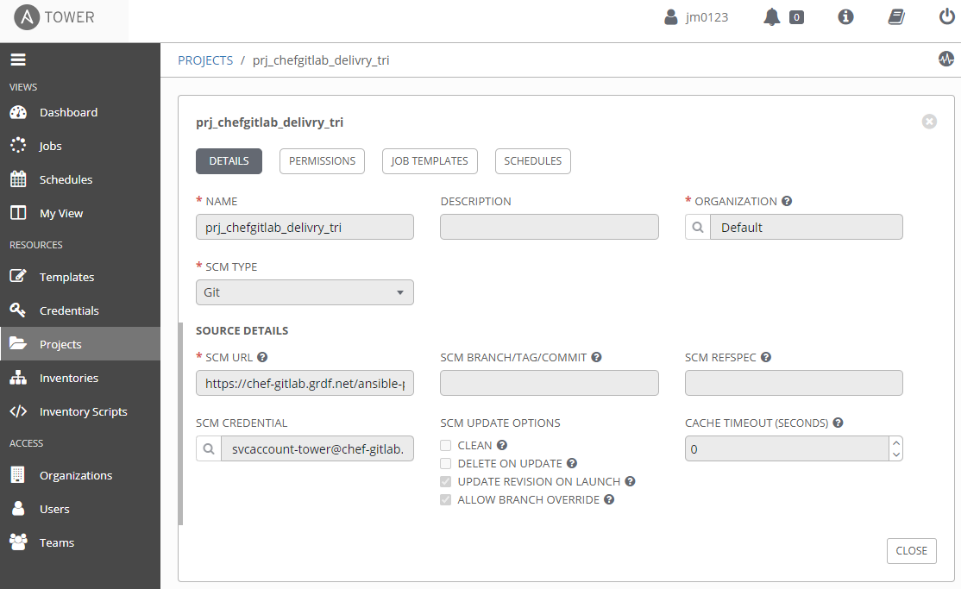 TOWER
jm0123
0
VIEWS
Dashboard
Jobs
Schedules
My View
RESOURCES
Templates
Credentials
Projects
Inventories
Inventory Scripts
ACCESS
Organizations
Users
Teams
PROJECTS / prj_chefgitlab_delivry_tri
prj_chefgitlab_delivry_tri
DETAILS PERMISSIONS JOB TEMPLATES SCHEDULES
* NAME DESCRIPTION * ORGANIZATION
prj_chefgitlab_delivry_tri Default
* SCM TYPE
Git
SOURCE DETAILS
* SCM URL SCM BRANCH/TAG/COMMIT SCM REFSPEC
https://chef-gitlab.grdf.net/ansible-
SCM CREDENTIAL SCM UPDATE OPTIONS CACHE TIMEOUT (SECONDS)
svcaccount-tower@chef-gitlab. 0
CLEAN
DELETE ON UPDATE
UPDATE REVISION ON LAUNCH
ALLOW BRANCH OVERRIDE
CLOSE